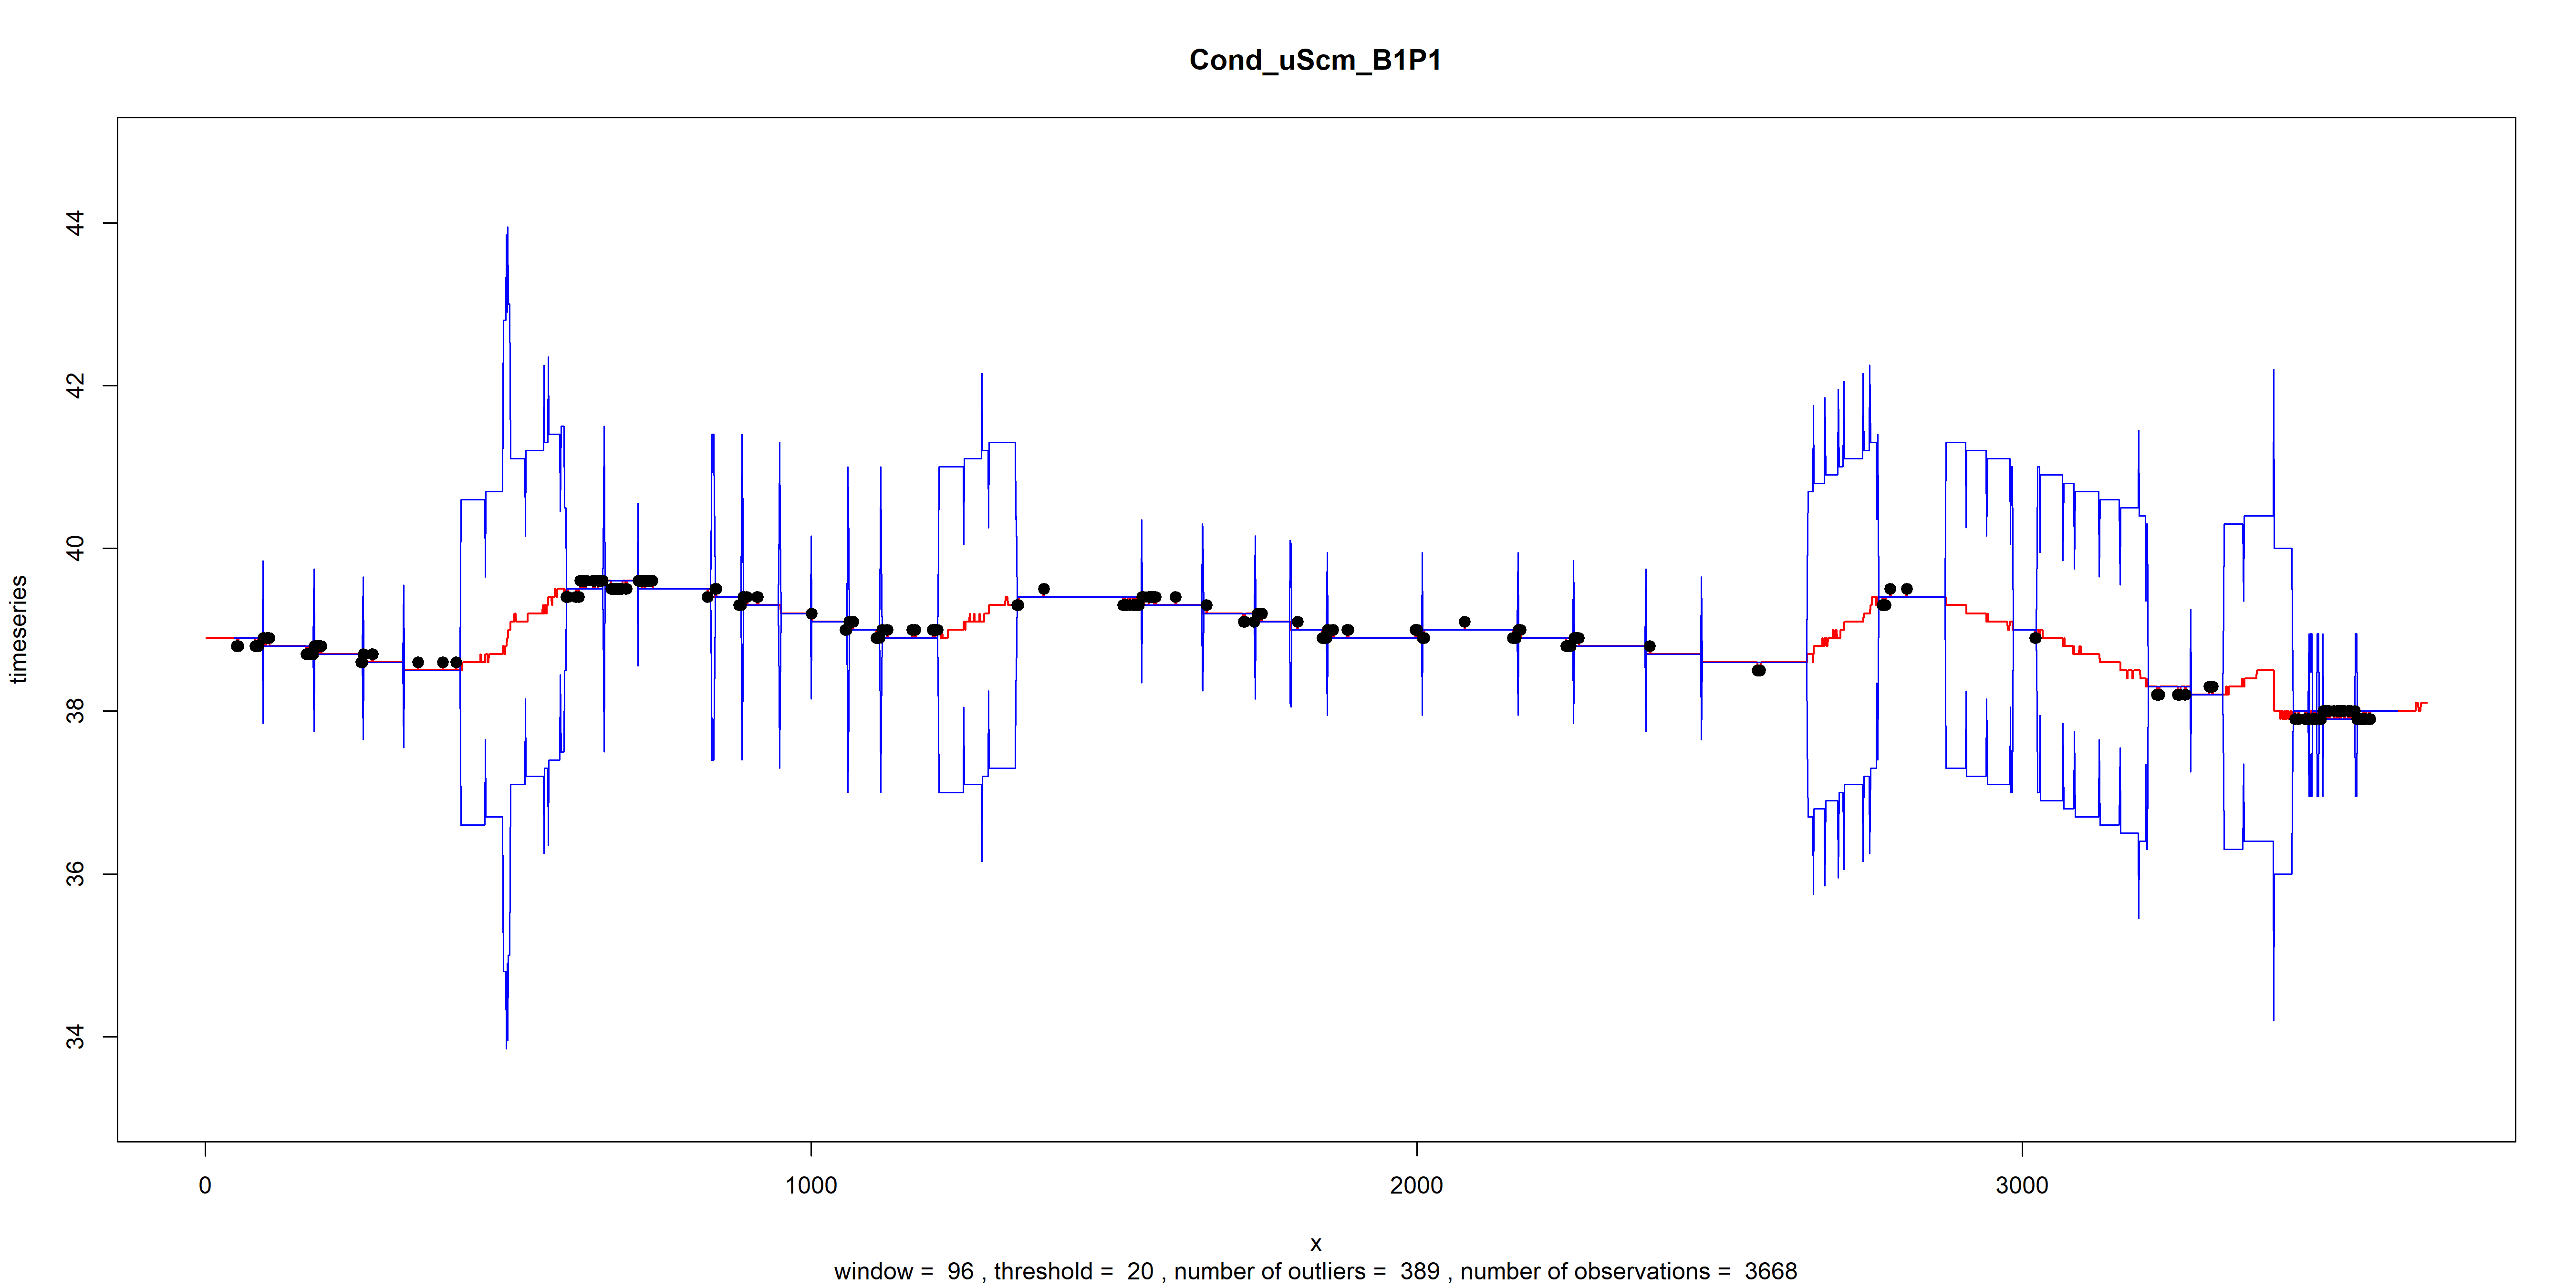 Cond_uScm_B1P1
timeseries
44
42
40
38
36
34
0 1000 2000 3000
x
window = 96 , threshold = 20 , number of outliers = 389 , number of observations = 3668